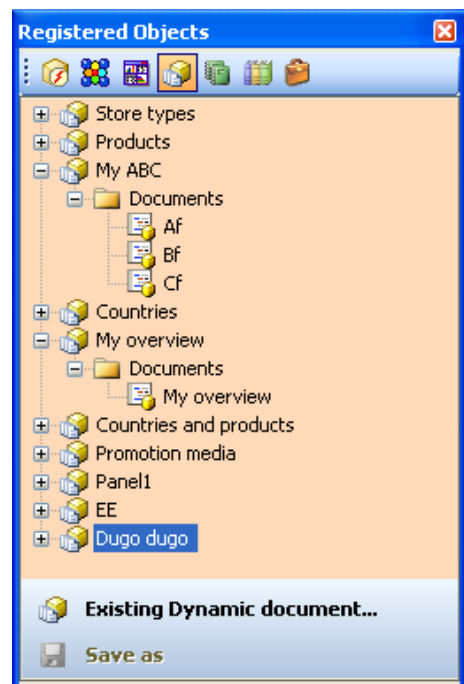 Registered Objects
Store types
Products
My ABC
Documents
Af
Bf
Cf
Countries
My overview
Documents
My overview
Countries and products
Promotion media
Panel1
EE
Dugo dugo
Existing Dynamic document...
Save as